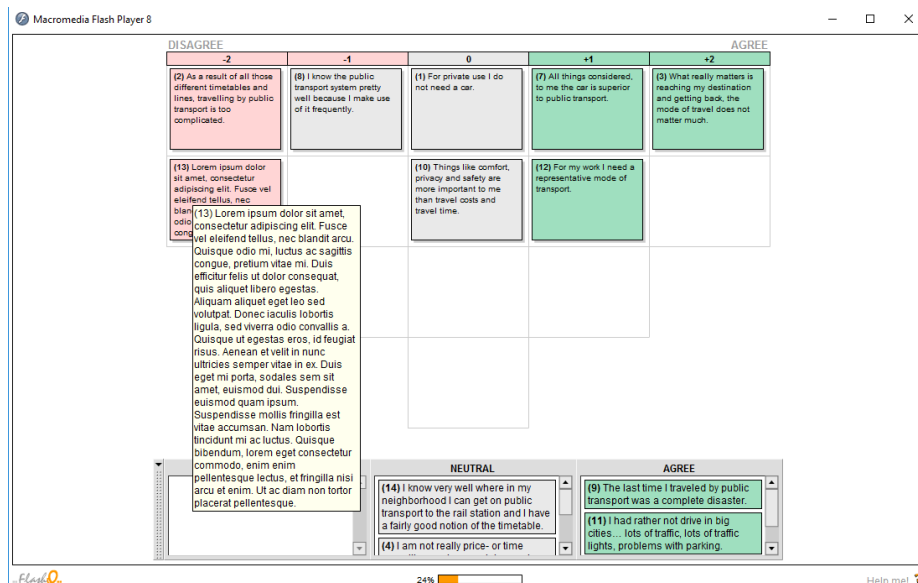 Macromedia Flash Player 8
DISAGREE
AGREE
-2
-1
0
+1
+2
(2) As a result of all those
different timetables and
lines, travelling by public
transport is too
complicated.
(8) I know the public
transport system pretty
well because I make use
of it frequently.
(1) For private use I do
not need a car.
(7) All things considered,
to me the car is superior
to public transport.
(3) What really matters is
reaching my destination
and getting back, the
mode of travel does not
matter much.
(13) Lorem ipsum dolor
sit amet, consectetur
adipiscing elit. Fusce vel
eleifend tellus, nec
(10) Things like comfort,
privacy and safety are
more important to me
than travel costs and
travel time.
(12) For my work I need a
representative mode of
transport.
(13) Lorem ipsum dolor sit amet,
consectetur adipiscing elit. Fusce
vel eleifend tellus, nec blandit arcu.
Quisque odio mi, luctus ac sagittis
congue, pretium vitae mi. Duis
efficitur felis ut dolor consequat,
quis aliquet libero egestas.
Aliquam aliquet eget leo sed
volutpat. Donec iaculis lobortis
ligula, sed viverra odio convallis a.
Quisque ut egestas eros, id feugiat
risus. Aenean et velit in nunc
ultricies semper vitae in ex. Duis
eget mi porta, sodales sem sit
amet, euismod dui. Suspendisse
euismod quam ipsum.
Suspendisse mollis fringilla est
vitae accumsan. Nam lobortis
tincidunt mi ac luctus. Quisque
bibendum, lorem eget consectetur
commodo, enim enim
pellentesque lectus, et fringilla nisi
arcu et enim. Ut ac diam non tortor
placerat pellentesque.
NEUTRAL
(14) I know very well where in my
neighborhood I can get on public
transport to the rail station and I have
a fairly good notion of the timetable.
(4) I am not really price- or time
AGREE
(9) The last time I traveled by public
transport was a complete disaster.
(11) I had rather not drive in big
cities… lots of traffic, lots of traffic
lights, problems with parking.
FlashQ
24%
Help me!